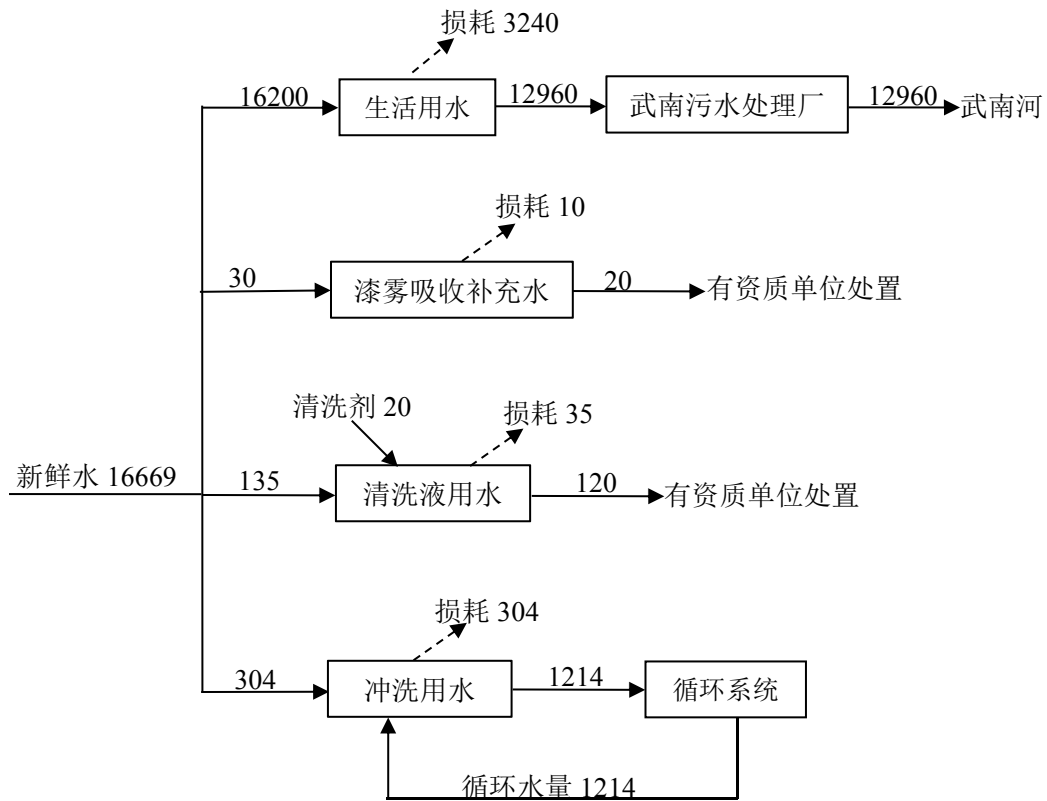 损耗 3240
16200
生活用水
12960
武南污水处理厂
12960
武南河
损耗 10
30
漆雾吸收补充水
20
有资质单位处置
清洗剂 20
损耗 35
新鲜水 16669
135
清洗液用水
120
有资质单位处置
损耗 304
304
冲洗用水
1214
循环系统
循环水量 1214